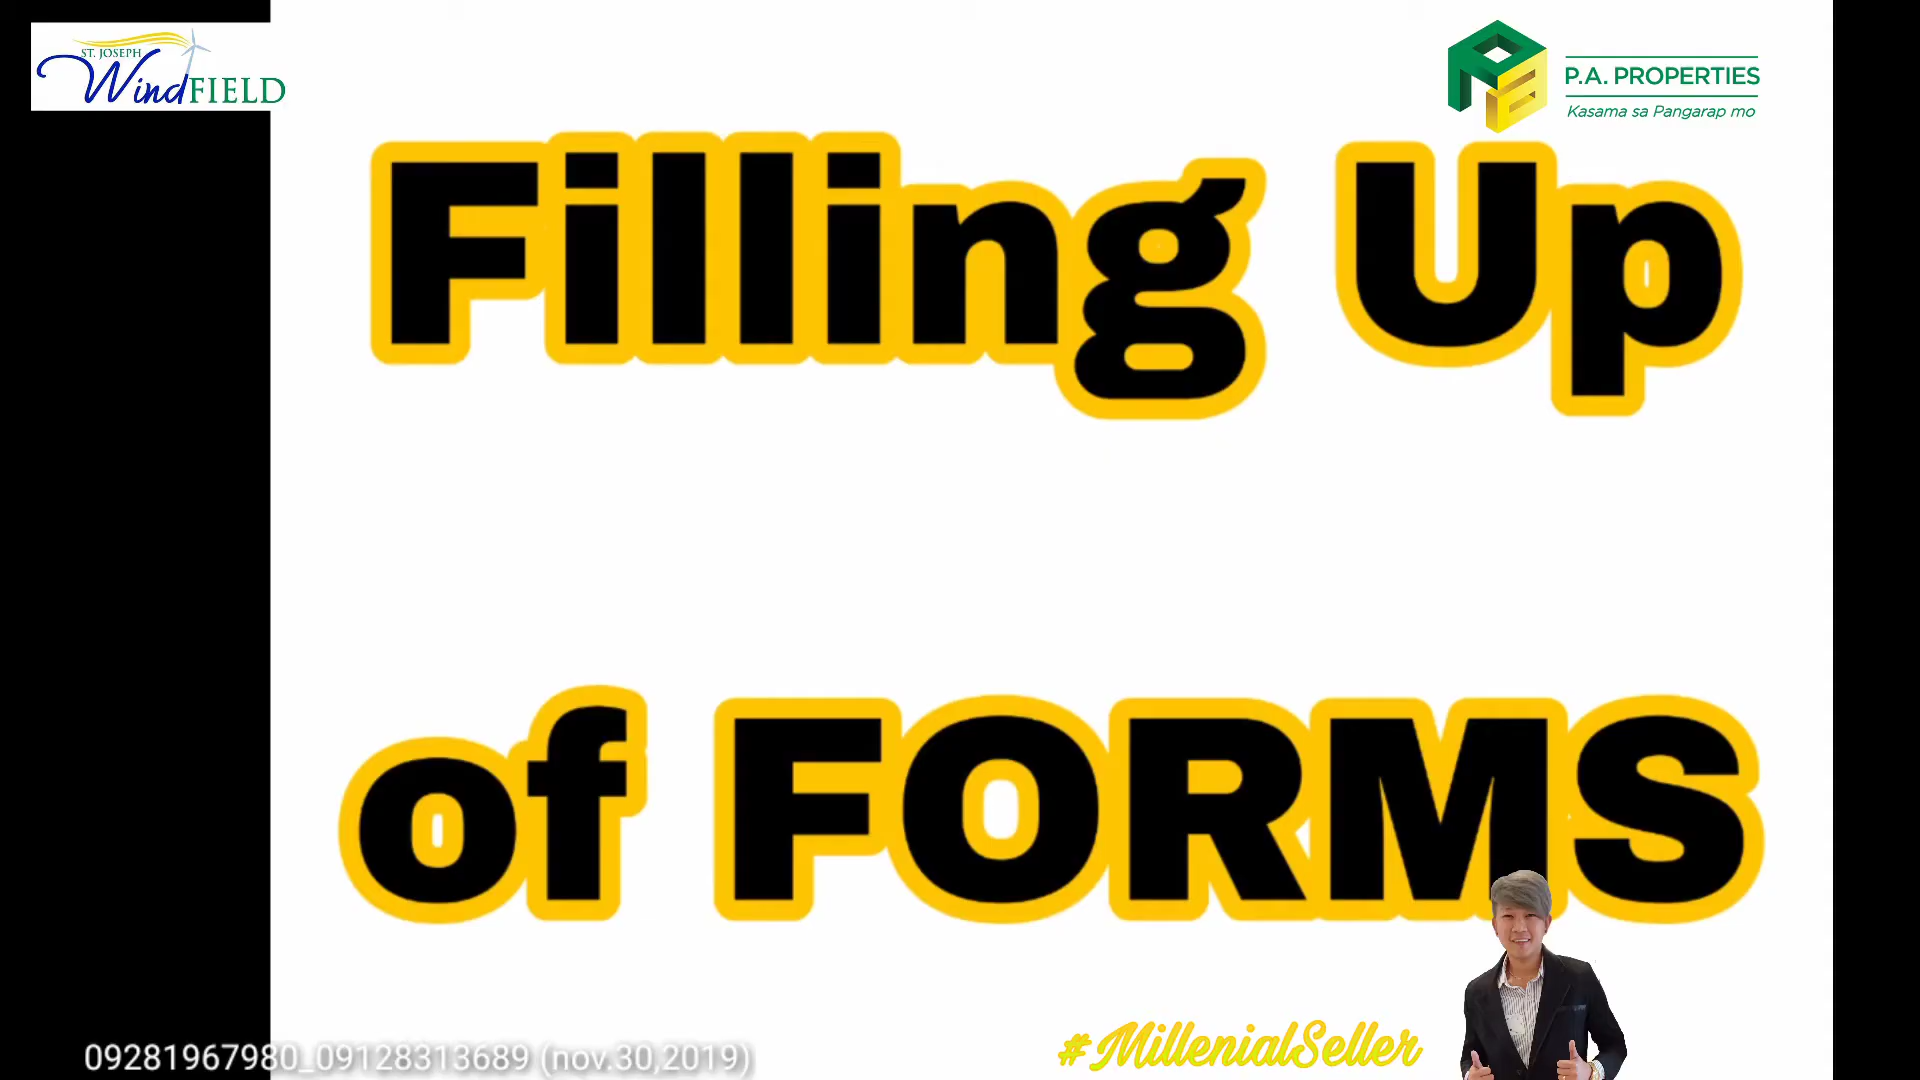 ST. JOSEPH
WindFIELD
P.A. PROPERTIES
Kasama sa Pangarap mo
Filling Up
of FORMS
#MillenialSeller
09281967980_09128313689 (nov.30,2019)